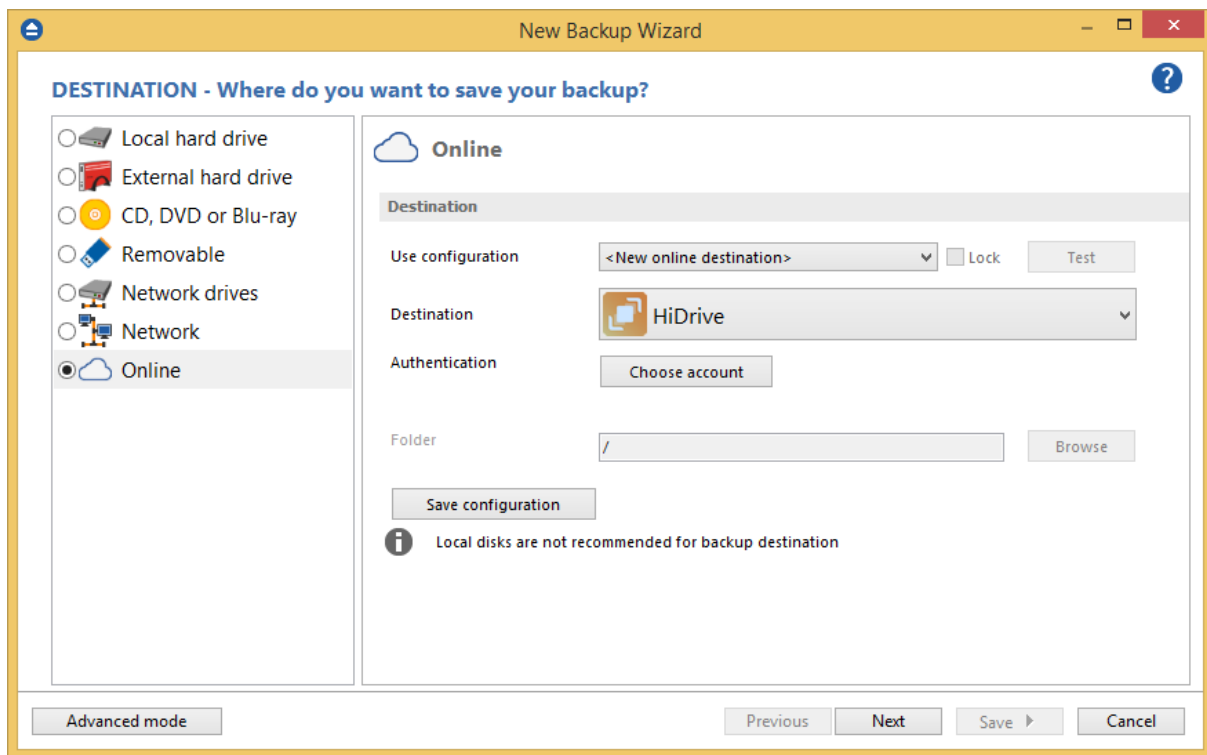 New Backup Wizard
DESTINATION - Where do you want to save your backup?
Local hard drive
External hard drive
CD, DVD or Blu-ray
Removable
Network drives
Network
Online
Online
Destination
Use configuration <New online destination> Lock Test
Destination HiDrive
Authentication Choose account
Folder / Browse
Save configuration
Local disks are not recommended for backup destination
Advanced mode Previous Next Save Cancel